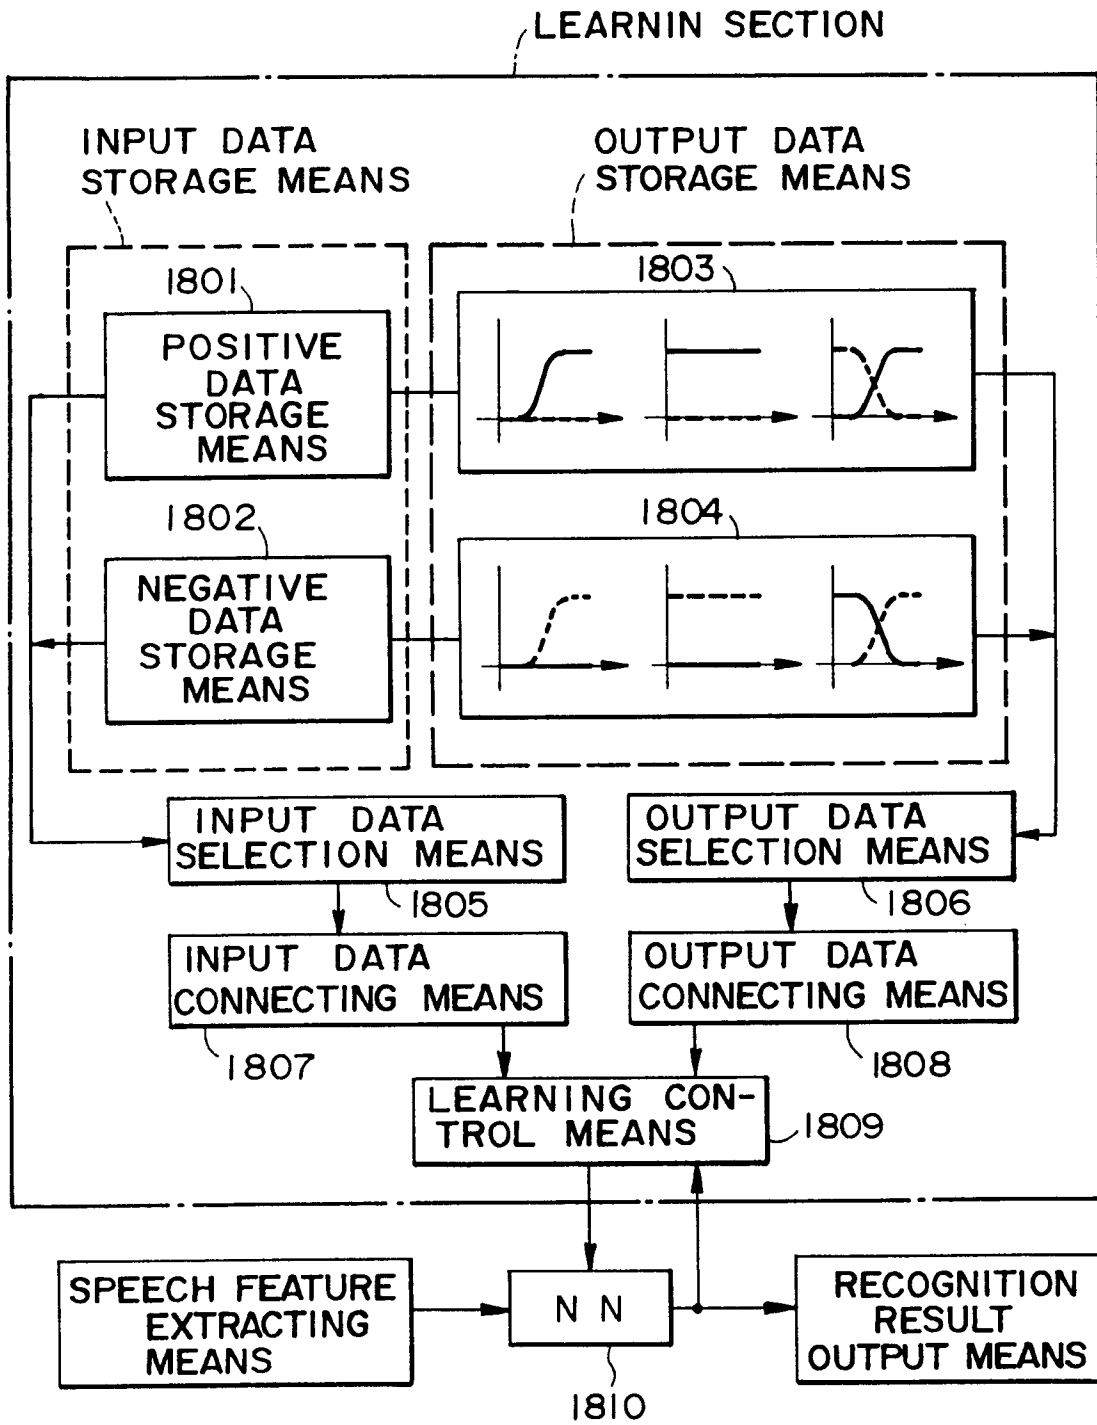 LEARNIN SECTION
INPUT DATA
STORAGE MEANS
OUTPUT DATA
STORAGE MEANS
1801
POSITIVE
DATA
STORAGE
MEANS
1803
1802
NEGATIVE
DATA
STORAGE
MEANS
1804
INPUT DATA
SELECTION MEANS
1805
OUTPUT DATA
SELECTION MEANS
1806
INPUT DATA
CONNECTING MEANS
1807
OUTPUT DATA
CONNECTING MEANS
1808
LEARNING CON-
TROL MEANS
1809
SPEECH FEATURE
EXTRACTING
MEANS
N N
1810
RECOGNITION
RESULT
OUTPUT MEANS